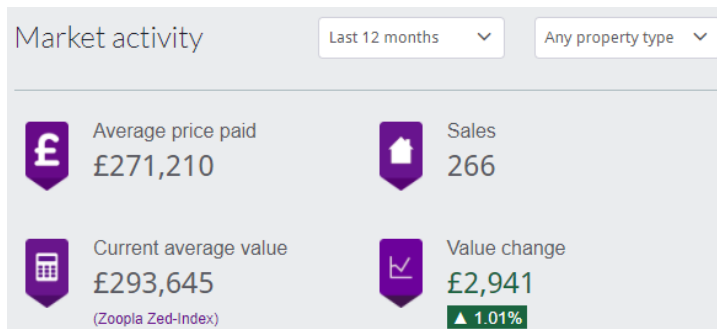 Market activity
Last 12 months
Any property type
£
Average price paid
£271,210
Sales
266
Current average value
£293,645
(Zoopla Zed-Index)
Value change
£2,941
▲ 1.01%